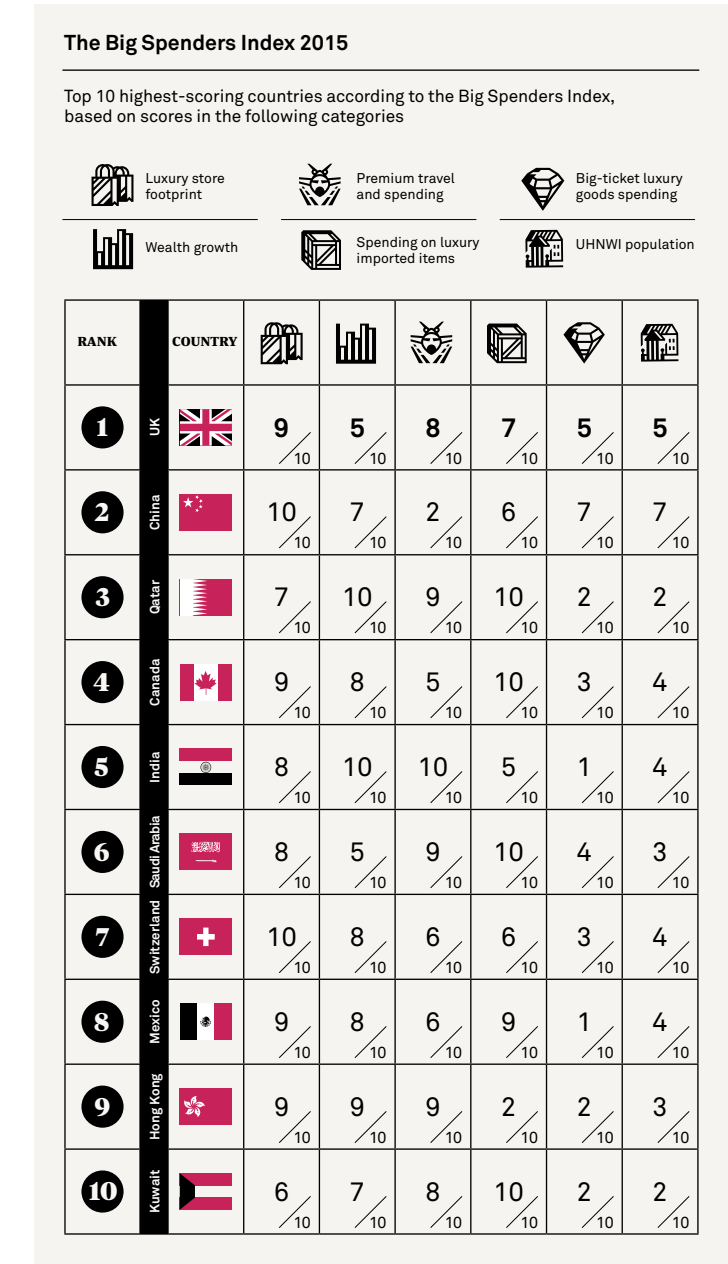 The Big Spenders Index 2015
Top 10 highest-scoring countries according to the Big Spenders Index,
based on scores in the following categories
Luxury store
footprint
Premium travel
and spending
Big-ticket luxury
goods spending
Wealth growth
Spending on luxury
imported items
UHNWI population
RANK COUNTRY
1 UK 9/10 5/10 8/10 7/10 5/10 5/10
2 China 10/10 7/10 2/10 6/10 7/10 7/10
3 Qatar 7/10 10/10 9/10 10/10 2/10 2/10
4 Canada 9/10 8/10 5/10 10/10 3/10 4/10
5 India 8/10 10/10 10/10 5/10 1/10 4/10
6 Saudi Arabia 8/10 5/10 9/10 10/10 4/10 3/10
7 Switzerland 10/10 8/10 6/10 6/10 3/10 4/10
8 Mexico 9/10 8/10 6/10 9/10 1/10 4/10
9 Hong Kong 9/10 9/10 9/10 2/10 2/10 3/10
10 Kuwait 6/10 7/10 8/10 10/10 2/10 2/10